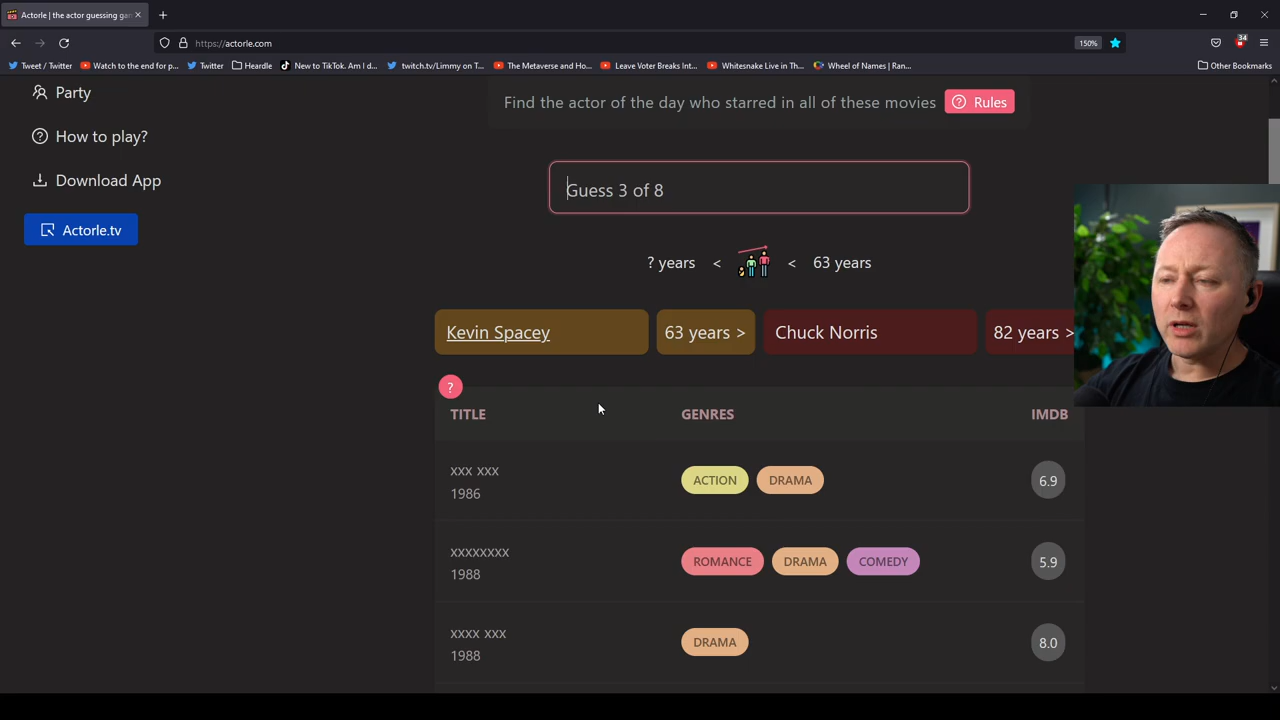 Actorle | the actor guessing gam
https://actorle.com
150%
34
Tweet / Twitter
Watch to the end for p...
Twitter
Heardle
New to TikTok. Am I d...
twitch.tv/Limmy on T...
The Metaverse and Ho...
Leave Voter Breaks Int...
Whitesnake Live in Th...
Wheel of Names | Ran...
Other Bookmarks
Party
How to play?
Download App
Actorle.tv
Find the actor of the day who starred in all of these movies
Rules
Guess 3 of 8
? years < < 63 years
Kevin Spacey 63 years > Chuck Norris 82 years >
?
TITLE GENRES IMDB
xxx xxx
1986
ACTION DRAMA 6.9
xxxxxxxx
1988
ROMANCE DRAMA COMEDY 5.9
xxxx xxx
1988
DRAMA 8.0